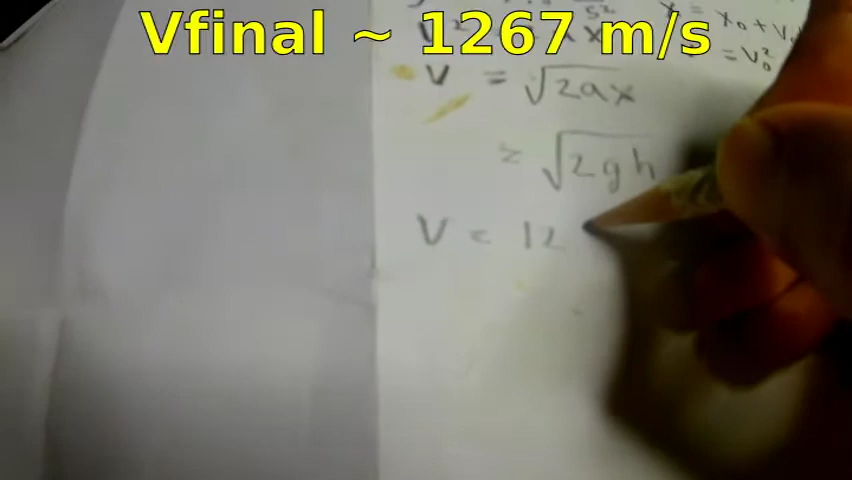 Vfinal ~ 1267 m/s
V = √2ax
= √2gh
V = 12